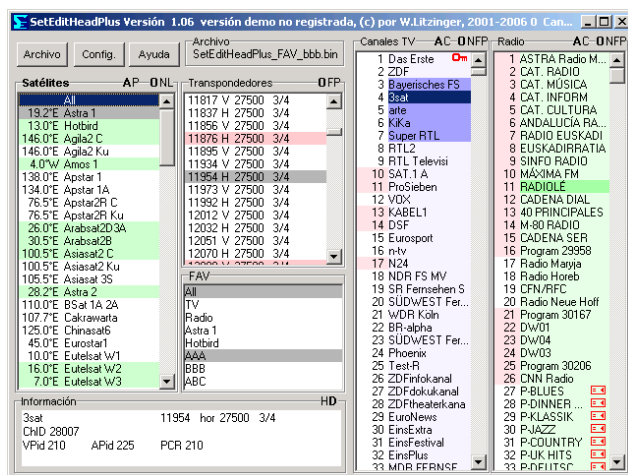 SetEditHeadPlus Versión 1.06 versión demo no registrada, (c) por W.Litzinger, 2001-2006 0 Can...
Archivo
Config.
Ayuda
Archivo
SetEditHeadPlus_FAV_bbb.bin
Satélites AP-ONL
All
19.2°E Astra 1
13.0°E Hotbird
146.0°E Agila2 C
146.0°E Agila2 Ku
4.0°W Amos 1
138.0°E Apstar 1
134.0°E Apstar 1A
76.5°E Apstar2R C
76.5°E Apstar2R Ku
26.0°E Arabsat2D3A
30.5°E Arabsat2B
100.5°E Asiasat2 C
100.5°E Asiasat2 Ku
105.5°E Asiasat 3S
28.2°E Astra 2
110.0°E BSat 1A 2A
107.7°E Cakrawarta
125.0°E Chinasat6
45.0°E Eurostar1
10.0°E Eutelsat W1
16.0°E Eutelsat W2
7.0°E Eutelsat W3
Transpondedores OFP
11817 V 27500 3/4
11837 H 27500 3/4
11856 V 27500 3/4
11876 H 27500 3/4
11895 V 27500 3/4
11934 V 27500 3/4
11954 H 27500 3/4
11973 V 27500 3/4
11992 H 27500 3/4
12012 V 27500 3/4
12032 H 27500 3/4
12051 V 27500 3/4
12070 H 27500 3/4
FAV
All
TV
Radio
Astra 1
Hotbird
AAA
BBB
ABC
Canales TV AC-ONFP
1 Das Erste
2 ZDF
3 Bayerisches FS
4 3sat
5 arte
6 KiKa
7 Super RTL
8 RTL2
9 RTL Televisi
10 SAT.1 A
11 ProSieben
12 VOX
13 KABEL1
14 DSF
15 Eurosport
16 n-tv
17 N24
18 NDR FS MV
19 SR Fernsehen S
20 SÜDWEST Fer...
21 WDR Köln
22 BR-alpha
23 SÜDWEST Fer...
24 Phoenix
25 Test-R
26 ZDFinfokanal
27 ZDFdokukanal
28 ZDFtheaterkana
29 EuroNews
30 EinsExtra
31 EinsFestival
32 EinsPlus
33 MDR FERNSE
Radio AC-ONFP
1 ASTRA Radio M...
2 CAT. RADIO
3 CAT. MÚSICA
4 CAT. INFORM
5 CAT. CULTURA
6 ANDALUCÍA RA...
7 RADIO EUSKADI
8 EUSKADIRRATIA
9 SINFO RADIO
10 MÁXIMA FM
11 RADIOLÉ
12 CADENA DIAL
13 40 PRINCIPALES
14 M-80 RADIO
15 CADENA SER
16 Program 29958
17 Radio Maryja
18 Radio Horeb
19 CFN/RFC
20 Radio Neue Hoff
21 Program 30167
22 DW01
23 DW04
24 DW03
25 Program 30206
26 CNN Radio
27 P-BLUES
28 P-DINNER ...
29 P-KLASSIK
30 P-JAZZ
31 P-COUNTRY
32 P-UK HITS
33 P-DEUTSC
Información HD-
3sat 11954 hor 27500 3/4
ChID 28007
VPid 210 APid 225 PCR 210